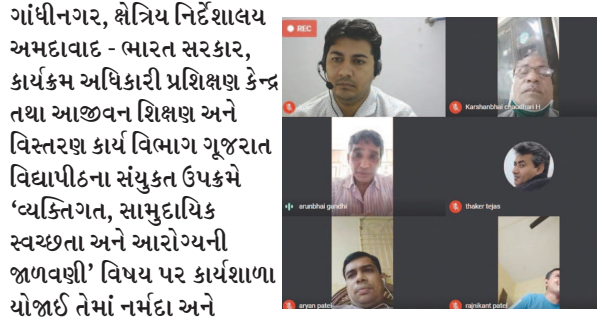 ગાંધીનગર, ક્ષેત્રિય નિર્દેશાલય
અમદાવાદ - ભારત સરકાર,
કાર્યક્રમ અધિકારી પ્રશિક્ષણ કેન્દ્ર
તથા આજીવન શિક્ષણ અને
વિસ્તરણ કાર્ય વિભાગ ગૂજરાત
વિદ્યાપીઠના સંયુકત ઉપક્રમે
‘વ્યક્તિગત, સામુદાયિક
સ્વચ્છતા અને આરોગ્યની
જાળવણી’ વિષય પર કાર્યશાળા
યોજાઈ તેમાં નર્મદા અને
REC
Karshanbhai chaudhari H
arunbhai gandhi
thaker tejas
aryan patel
rajnikant patel